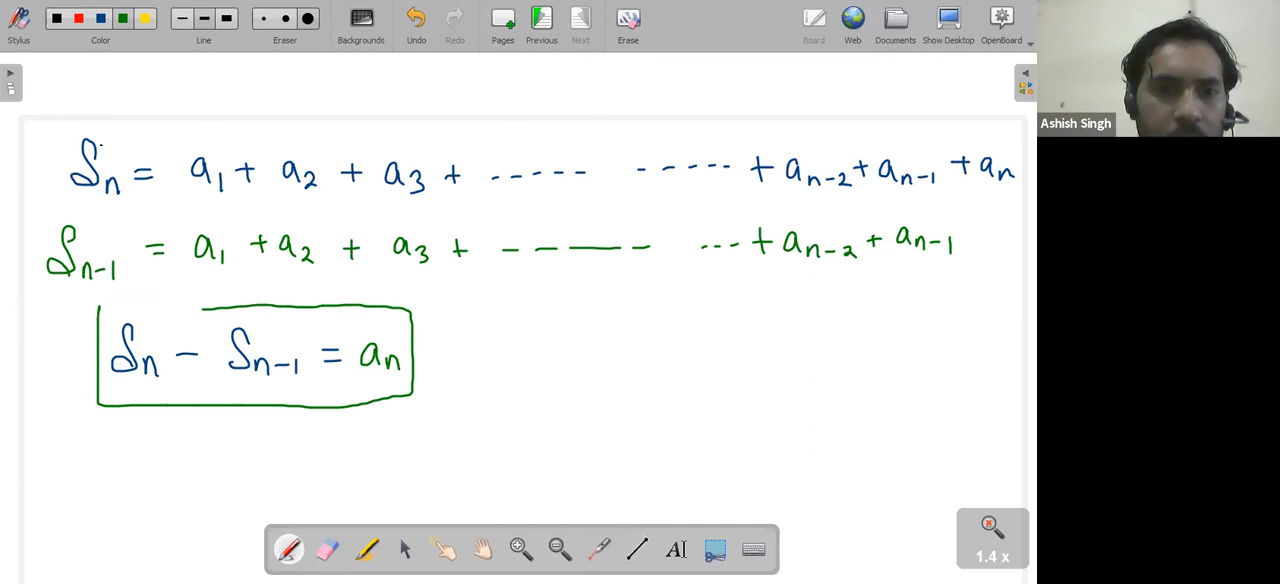 Stylus Color Line Eraser Backgrounds Undo Redo Pages Previous Next Erase Board Web Documents Show Desktop OpenBoard
Ashish Singh
Sₙ = a₁ + a₂ + a₃ + ----- ----- + aₙ₋₂ + aₙ₋₁ + aₙ
Sₙ₋₁ = a₁ + a₂ + a₃ + ----- ... + aₙ₋₂ + aₙ₋₁
Sₙ - Sₙ₋₁ = aₙ
AI
1.4 x